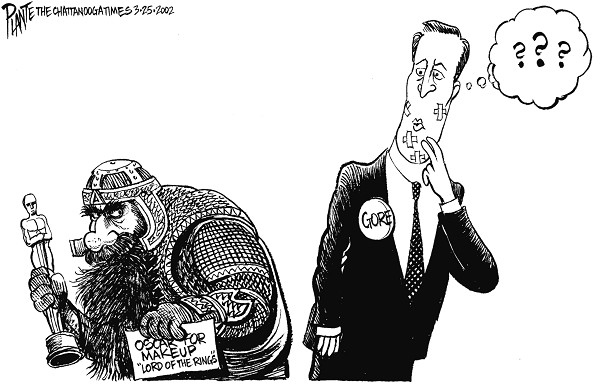 PLANTE THE CHATTANOOGA TIMES 3·25·2002
? ? ?
GORE
OSCAR FOR
MAKEUP
"LORD OF THE RINGS"